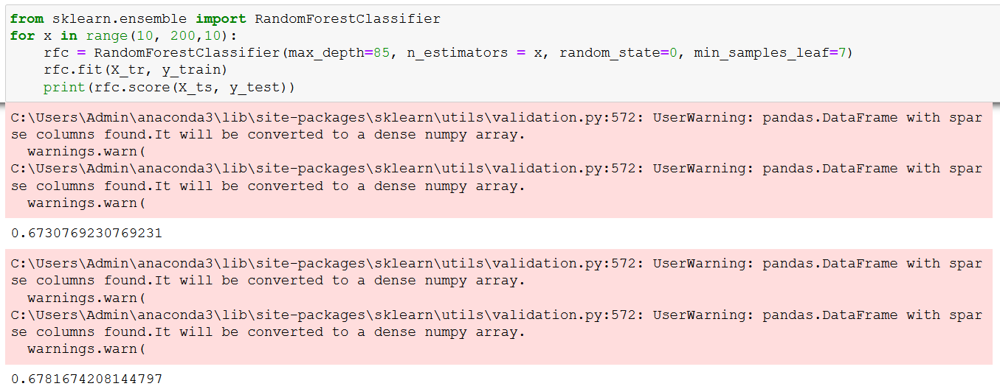 from sklearn.ensemble import RandomForestClassifier
for x in range(10, 200,10):
    rfc = RandomForestClassifier(max_depth=85, n_estimators = x, random_state=0, min_samples_leaf=7)
    rfc.fit(X_tr, y_train)
    print(rfc.score(X_ts, y_test))
C:\Users\Admin\anaconda3\lib\site-packages\sklearn\utils\validation.py:572: UserWarning: pandas.DataFrame with spar
se columns found.It will be converted to a dense numpy array.
  warnings.warn(
C:\Users\Admin\anaconda3\lib\site-packages\sklearn\utils\validation.py:572: UserWarning: pandas.DataFrame with spar
se columns found.It will be converted to a dense numpy array.
  warnings.warn(
0.6730769230769231
C:\Users\Admin\anaconda3\lib\site-packages\sklearn\utils\validation.py:572: UserWarning: pandas.DataFrame with spar
se columns found.It will be converted to a dense numpy array.
  warnings.warn(
C:\Users\Admin\anaconda3\lib\site-packages\sklearn\utils\validation.py:572: UserWarning: pandas.DataFrame with spar
se columns found.It will be converted to a dense numpy array.
  warnings.warn(
0.6781674208144797